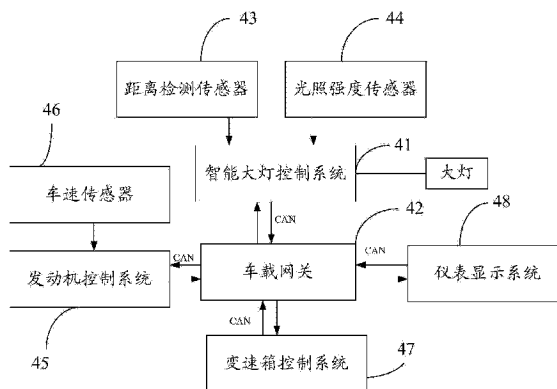 43
44
距离检测传感器
光照强度传感器
46
41
车速传感器
智能大灯控制系统
大灯
42
48
CAN
CAN
CAN
发动机控制系统
车载网关
仪表显示系统
CAN
45
变速箱控制系统
47